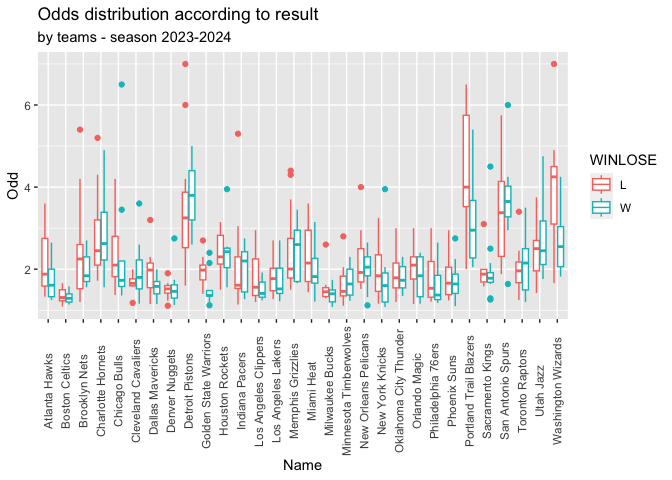 Odds distribution according to result
by teams - season 2023-2024
Odd
6
4
2
Atlanta Hawks
Boston Celtics
Brooklyn Nets
Charlotte Hornets
Chicago Bulls
Cleveland Cavaliers
Dallas Mavericks
Denver Nuggets
Detroit Pistons
Golden State Warriors
Houston Rockets
Indiana Pacers
Los Angeles Clippers
Los Angeles Lakers
Memphis Grizzlies
Miami Heat
Milwaukee Bucks
Minnesota Timberwolves
New Orleans Pelicans
New York Knicks
Oklahoma City Thunder
Orlando Magic
Philadelphia 76ers
Phoenix Suns
Portland Trail Blazers
Sacramento Kings
San Antonio Spurs
Toronto Raptors
Utah Jazz
Washington Wizards
Name
WINLOSE
L
W